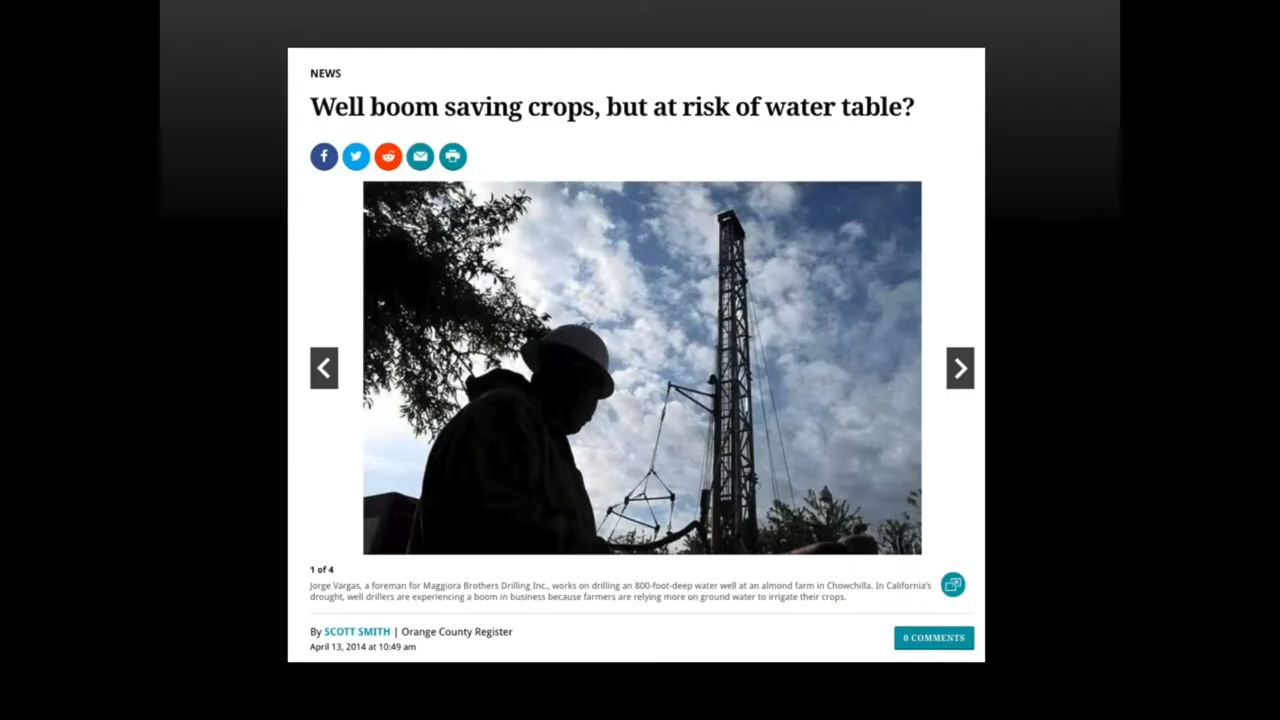 NEWS
Well boom saving crops, but at risk of water table?
1 of 4
Jorge Vargas, a foreman for Maggiora Brothers Drilling Inc., works on drilling an 800-foot-deep water well at an almond farm in Chowchilla. In California's
drought, well drillers are experiencing a boom in business because farmers are relying more on ground water to irrigate their crops.
By SCOTT SMITH | Orange County Register
0 COMMENTS
April 13, 2014 at 10:49 am